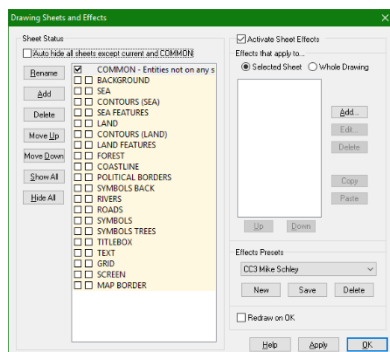 Drawing Sheets and Effects
Sheet Status
Auto hide all sheets except current and COMMON
Rename
Add
Delete
Move Up
Move Down
Show All
Hide All
COMMON - Entities not on any s
BACKGROUND
SEA
CONTOURS (SEA)
SEA FEATURES
LAND
CONTOURS (LAND)
LAND FEATURES
FOREST
COASTLINE
POLITICAL BORDERS
SYMBOLS BACK
RIVERS
ROADS
SYMBOLS
SYMBOLS TREES
TITLEBOX
TEXT
GRID
SCREEN
MAP BORDER
Activate Sheet Effects
Effects that apply to...
Selected Sheet Whole Drawing
Add...
Edit...
Delete
Copy
Paste
Up Down
Effects Presets
CC3 Mike Schley
New Save Delete
Redraw on OK
Help Apply OK